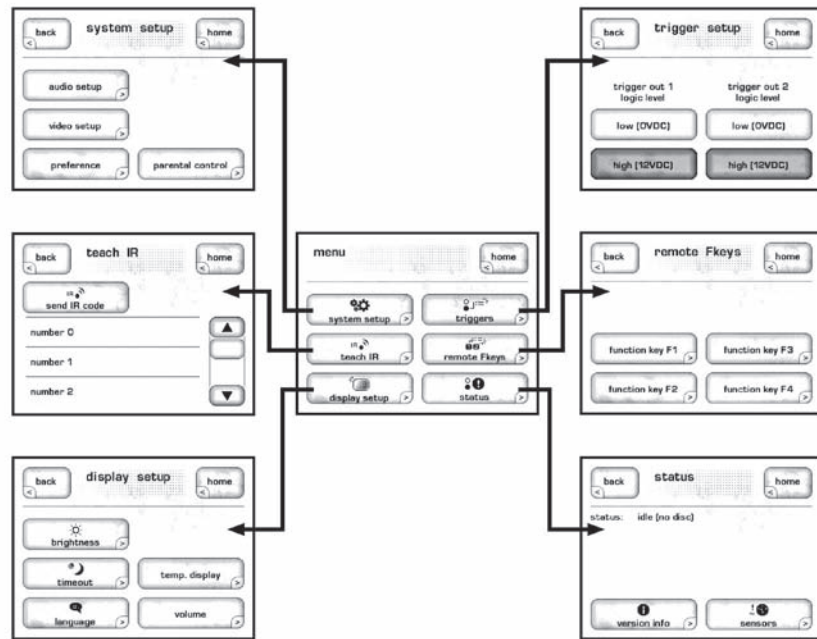 back system setup home
audio setup
video setup
preference parental control
back trigger setup home
trigger out 1 trigger out 2
logic level logic level
low (0VDC) low (0VDC)
high (12VDC) high (12VDC)
back teach IR home
IR
send IR code
number 0
number 1
number 2
menu home
system setup triggers
IR
teach IR remote Fkeys
display setup status
back remote Fkeys home
function key F1 function key F3
function key F2 function key F4
back display setup home
brightness
timeout temp. display
language volume
back status home
status: idle (no disc)
version info sensors